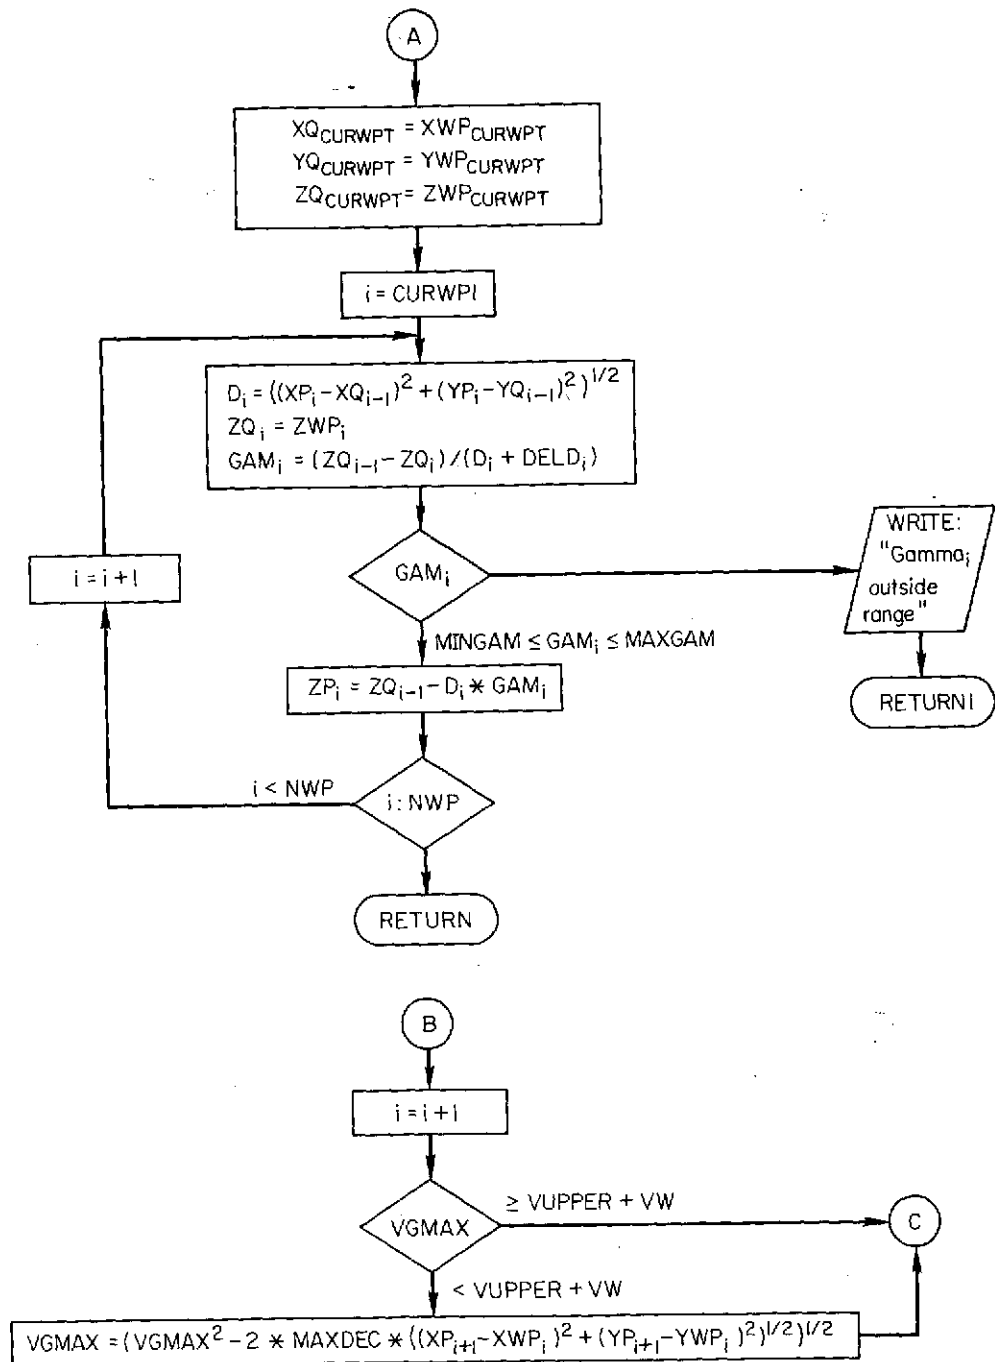 A
XQ_CURWPT = XWP_CURWPT
YQ_CURWPT = YWP_CURWPT
ZQ_CURWPT = ZWP_CURWPT
i = CURWP1
D_i = ((XP_i – XQ_i–1)^2 + (YP_i – YQ_i–1)^2)^1/2
ZQ_i = ZWP_i
GAM_i = (ZQ_i–1 – ZQ_i)/(D_i + DELD_i)
GAM_i
WRITE:
"Gamma_i
outside
range"
RETURN1
i = i + 1
MINGAM ≤ GAM_i ≤ MAXGAM
ZP_i = ZQ_i–1 – D_i * GAM_i
i < NWP
i : NWP
RETURN
B
i = i + 1
VGMAX
≥ VUPPER + VW
C
< VUPPER + VW
VGMAX = (VGMAX^2 – 2 * MAXDEC * ((XP_i+1 – XWP_i)^2 + (YP_i+1 – YWP_i)^2)^1/2)^1/2